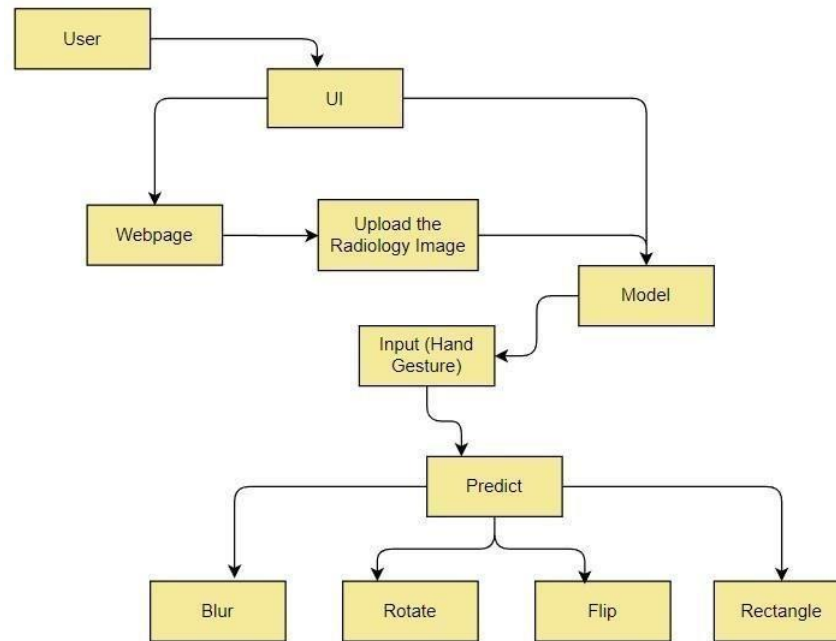 User
UI
Webpage
Upload the
Radiology Image
Model
Input (Hand
Gesture)
Predict
Blur
Rotate
Flip
Rectangle